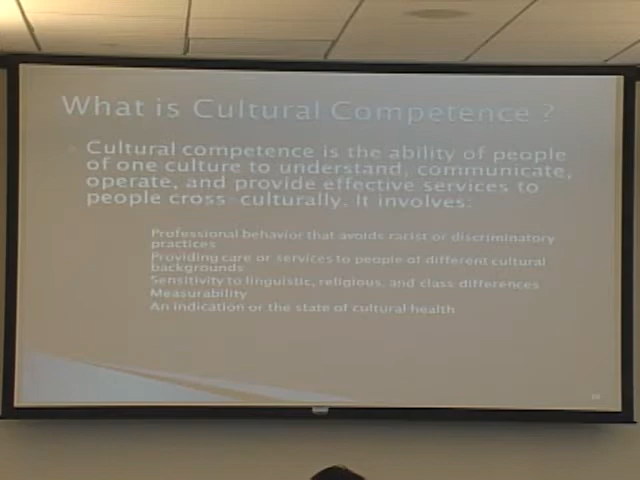 What is Cultural Competence ?
Cultural competence is the ability of people
of one culture to understand, communicate,
operate, and provide effective services to
people cross-culturally. It involves:
Professional behavior that avoids racist or discriminatory
practices
Providing care or services to people of different cultural
backgrounds
Sensitivity to linguistic, religious, and class differences
Measurability
An indication or the state of cultural health